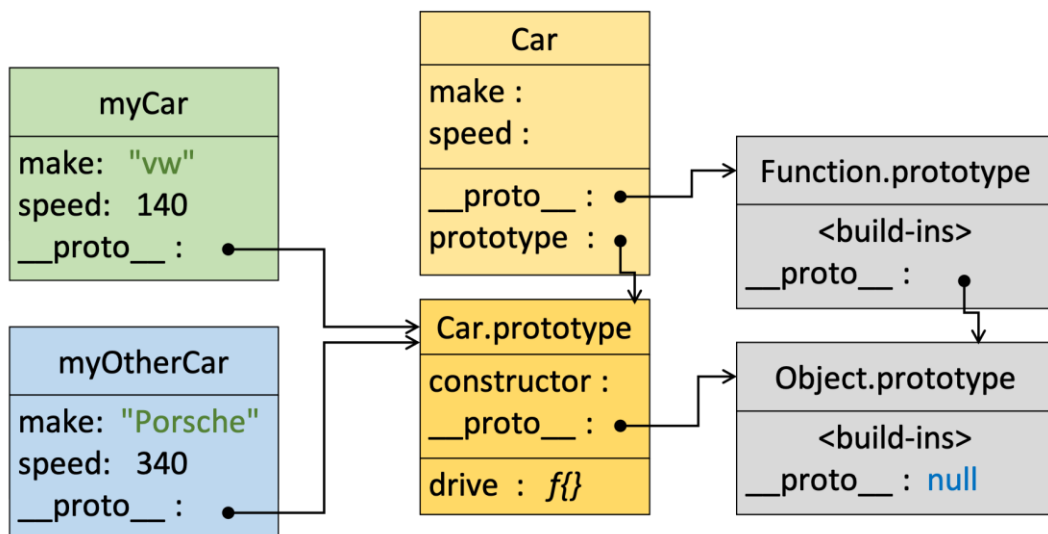 myCar
make: "vw"
speed: 140
__proto__ :
myOtherCar
make: "Porsche"
speed: 340
__proto__ :
Car
make :
speed :
__proto__ :
prototype :
Car.prototype
constructor :
__proto__ :
drive : f{}
Function.prototype
<build-ins>
__proto__ :
Object.prototype
<build-ins>
__proto__ : null